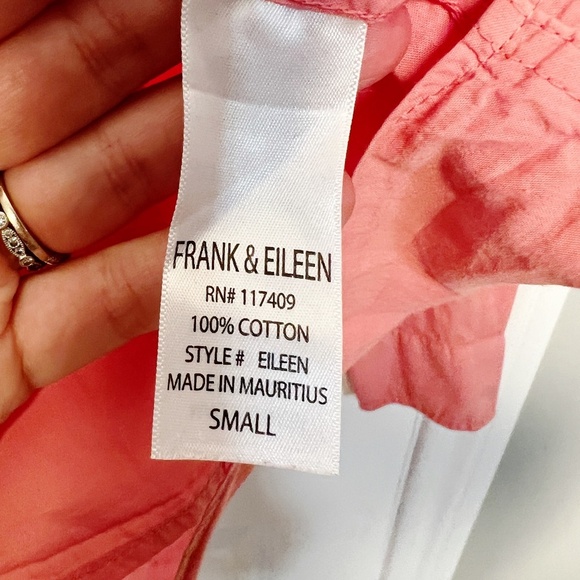 FRANK & EILEEN
RN# 117409
100% COTTON
STYLE # EILEEN
MADE IN MAURITIUS
SMALL